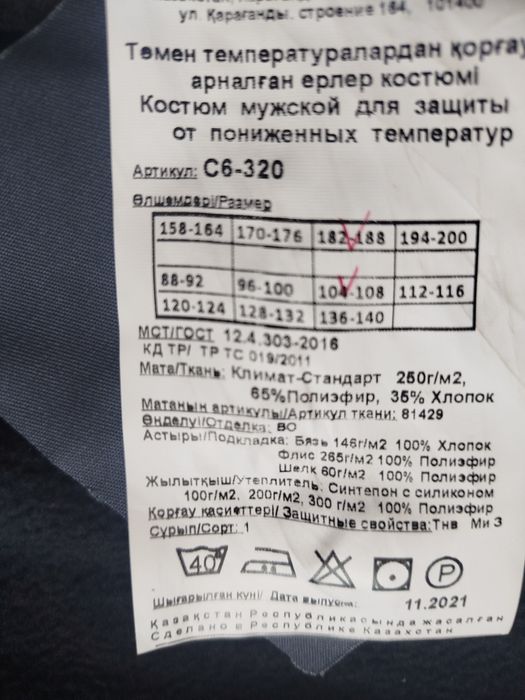 ул. Караганды. строение 184,
Төмен температуралардан қорғау
арналған ерлер костюмі
Костюм мужской для защиты
от пониженных температур
Артикул: С6-320
Өлшемдері/Размер
158-164 170-176 182-188 194-200
88-92 96-100 104-108 112-116
120-124 128-132 136-140
МСТ/ГОСТ 12.4.303-2016
КД ТР/ ТР ТС 019/2011
Мата/Ткань: Климат-Стандарт 250г/м2,
65%Полиэфир, 35% Хлопок
Матанын артикулы/Артикул ткани: 81429
Өңделуі/Отделка: ВО
Астыры/Подкладка: Бязь 146г/м2 100% Хлопок
Флис 265г/м2 100% Полиэфир
Шелк 60г/м2 100% Полиэфир
Жылытқыш/Утеплитель: Синтепон с силиконом
100г/м2, 200г/м2, 300 г/м2 100% Полиэфир
Қорғау қасиеттері/ Защитные свойства:Тнв Ми 3
Сурып/Сорт: 1
40° P
Шығарылған күні/ Дата выпуска: 11.2021
Қазақстан Республикасында жасалған
Сделано в Республике Казахстан